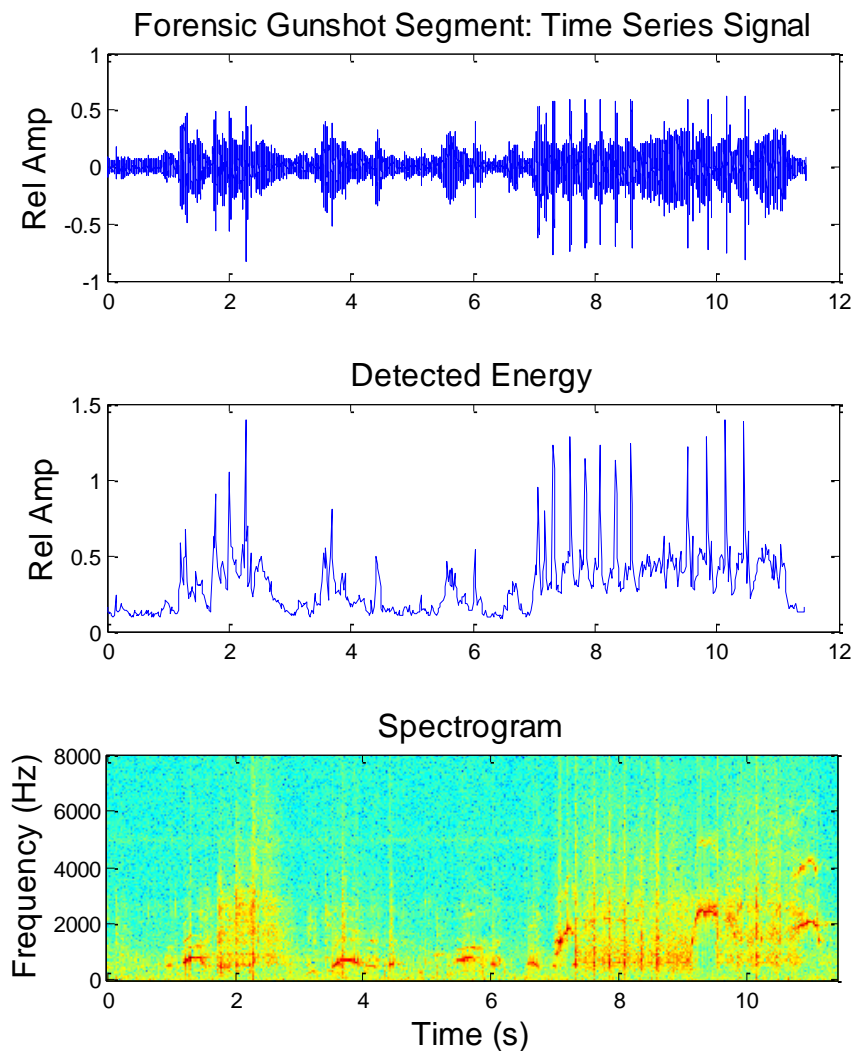 Forensic Gunshot Segment: Time Series Signal
Rel Amp
1
0.5
0
-0.5
-1
0 2 4 6 8 10 12
Detected Energy
Rel Amp
1.5
1
0.5
0
0 2 4 6 8 10 12
Spectrogram
Frequency (Hz)
8000
6000
4000
2000
0
0 2 4 6 8 10
Time (s)